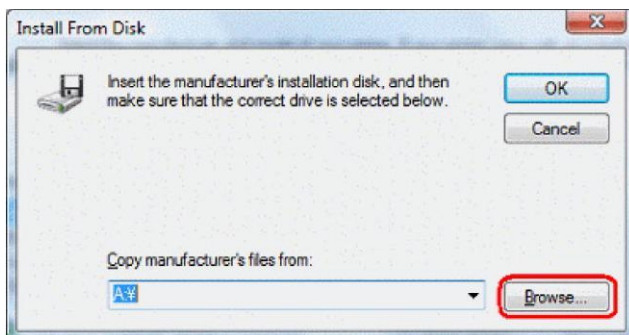 Install From Disk
Insert the manufacturer's installation disk, and then
make sure that the correct drive is selected below.
OK
Cancel
Copy manufacturer's files from:
A:¥
Browse...